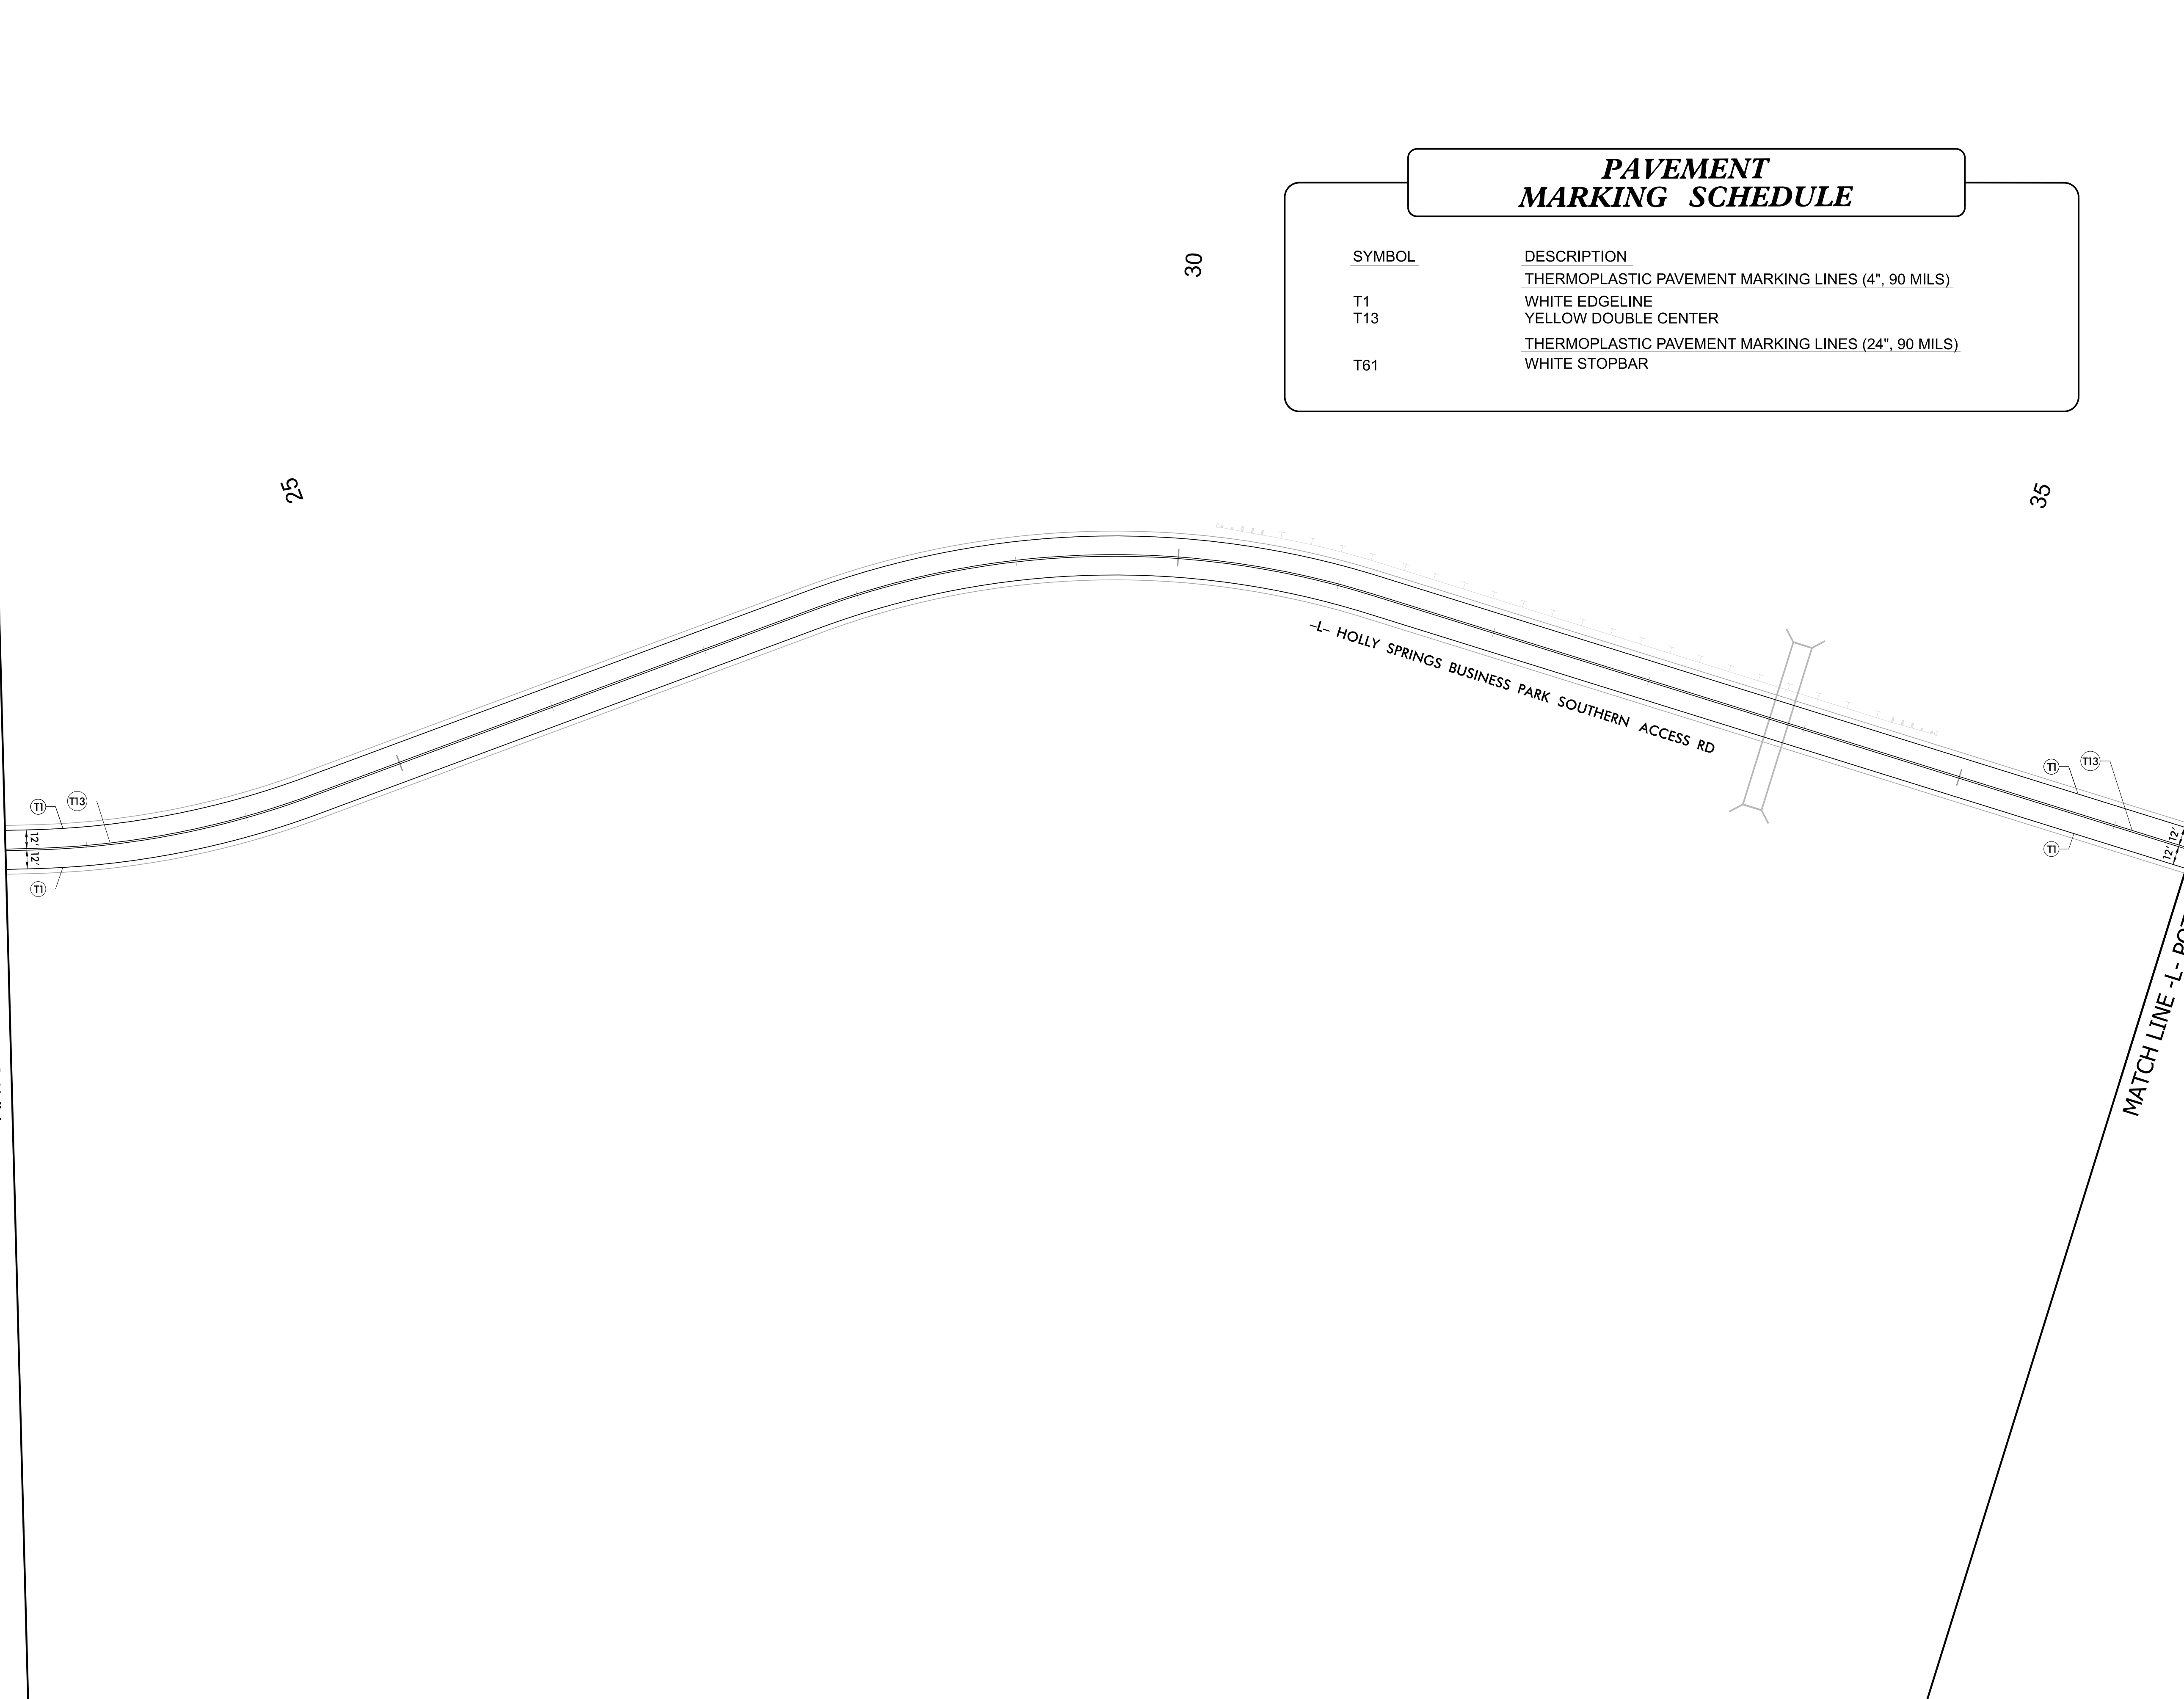 PAVEMENT
MARKING SCHEDULE
SYMBOL DESCRIPTION
THERMOPLASTIC PAVEMENT MARKING LINES (4", 90 MILS)
T1 WHITE EDGELINE
T13 YELLOW DOUBLE CENTER
THERMOPLASTIC PAVEMENT MARKING LINES (24", 90 MILS)
T61 WHITE STOPBAR
30
25
35
-L- HOLLY SPRINGS BUSINESS PARK SOUTHERN ACCESS RD
T1
T13
12'
12'
T1
T1
T13
12'
12'
T1
MATCH LINE -L-